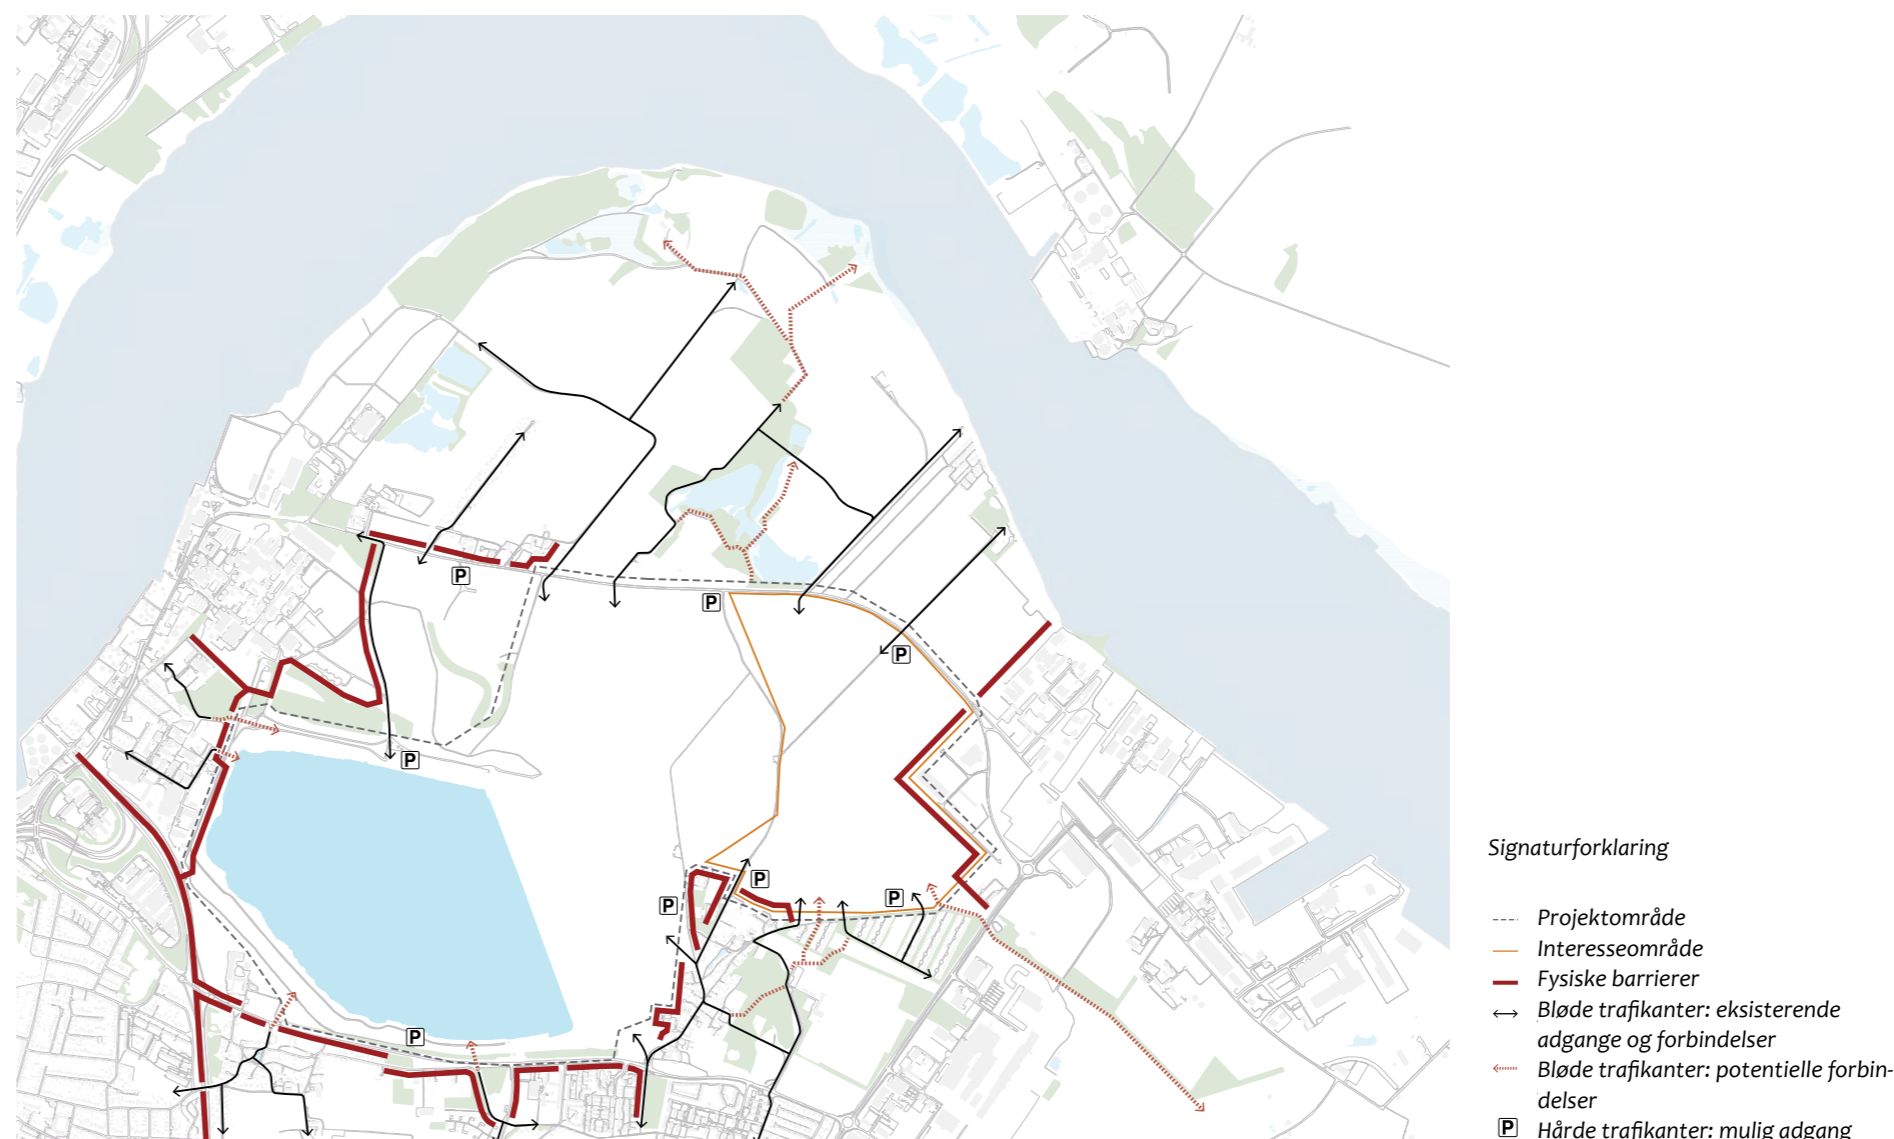 P
P
P
P
P
P
P
P
P
Signaturforklaring
Projektområde
Interesseområde
Fysiske barrierer
Bløde trafikanter: eksisterende
adgange og forbindelser
Bløde trafikanter: potentielle forbin-
delser
P Hårde trafikanter: mulig adgang